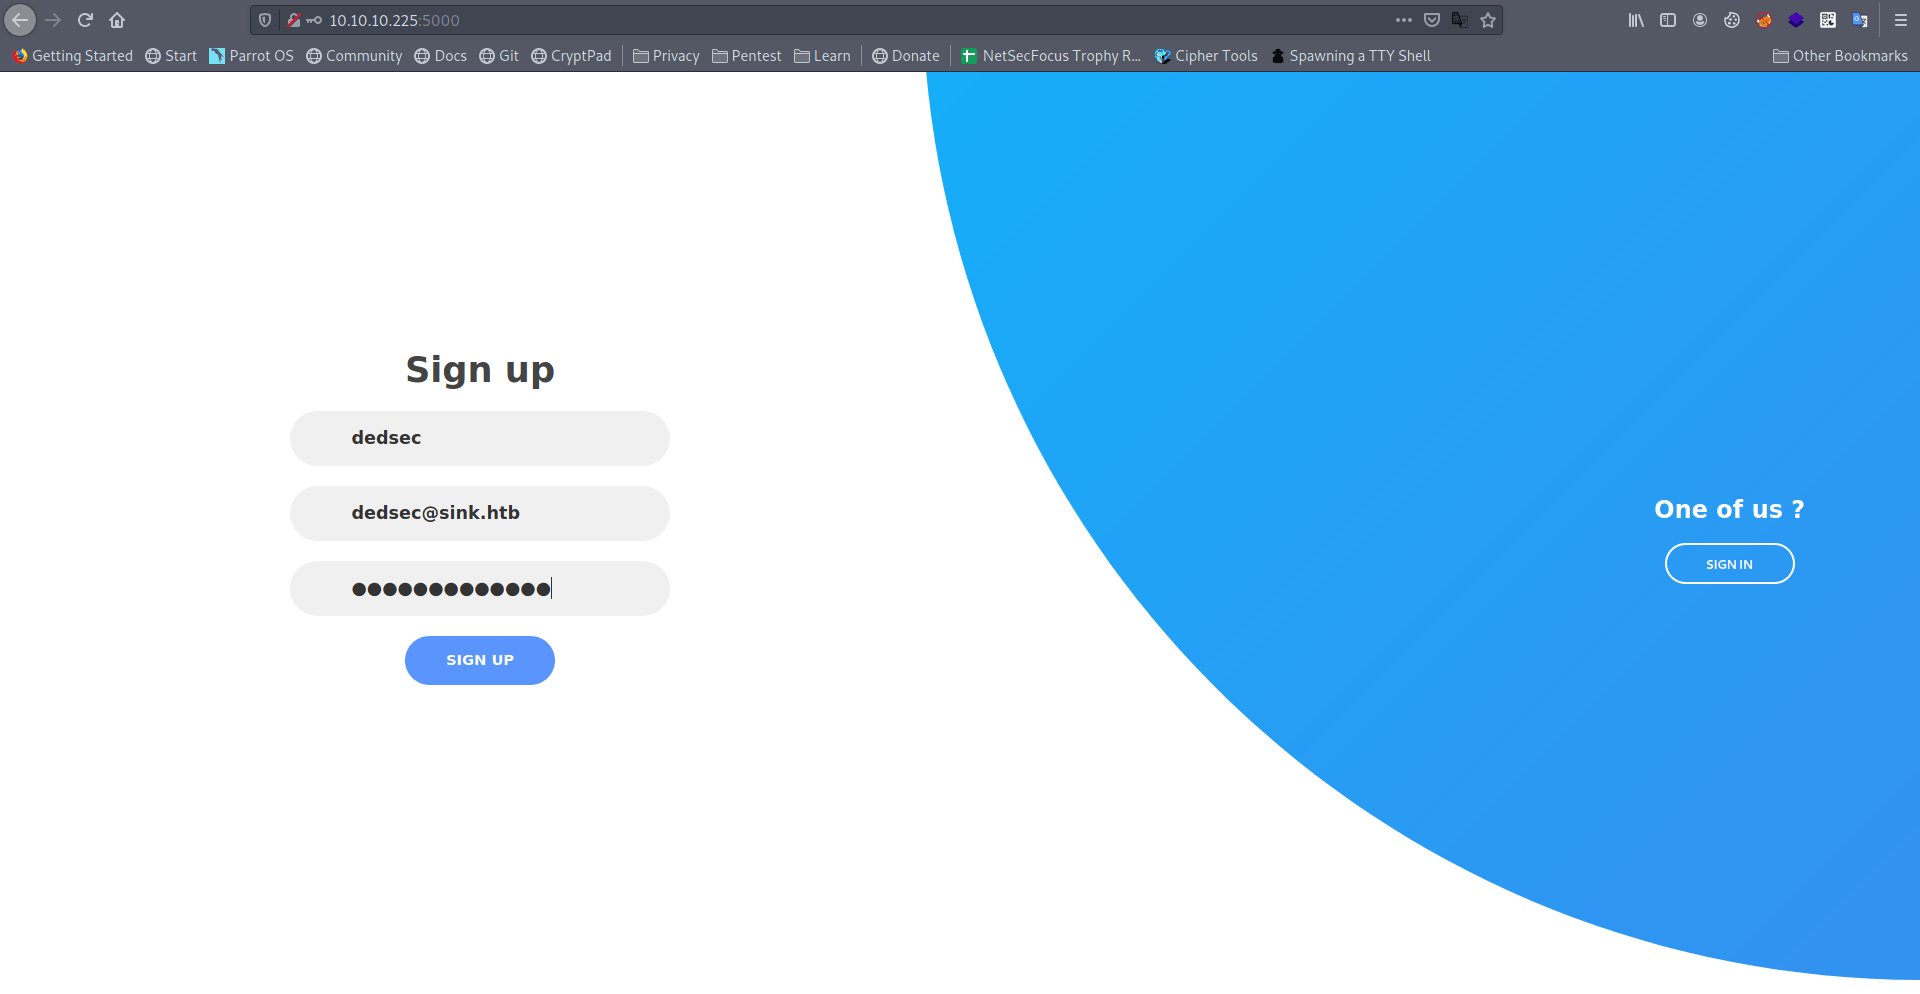 10.10.10.225:5000
Getting Started Start Parrot OS Community Docs Git CryptPad Privacy Pentest Learn Donate NetSecFocus Trophy R... Cipher Tools Spawning a TTY Shell Other Bookmarks
Sign up
dedsec
dedsec@sink.htb
●●●●●●●●●●●●●
SIGN UP
One of us ?
SIGN IN